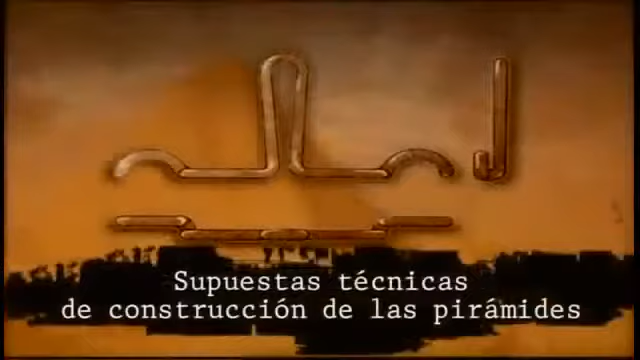 Supuestas técnicas
de construcción de las pirámides